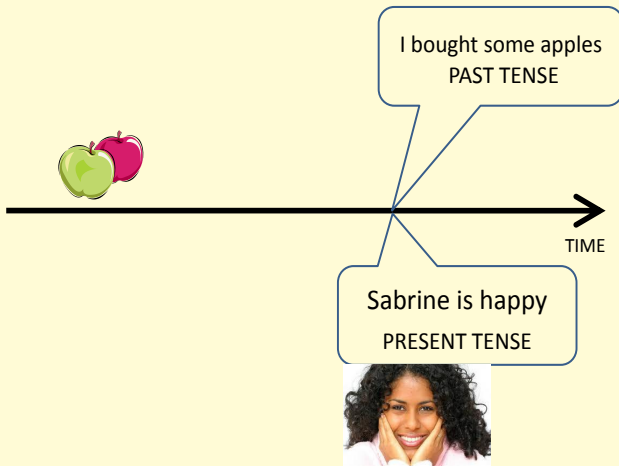 I bought some apples
PAST TENSE
TIME
Sabrine is happy
PRESENT TENSE